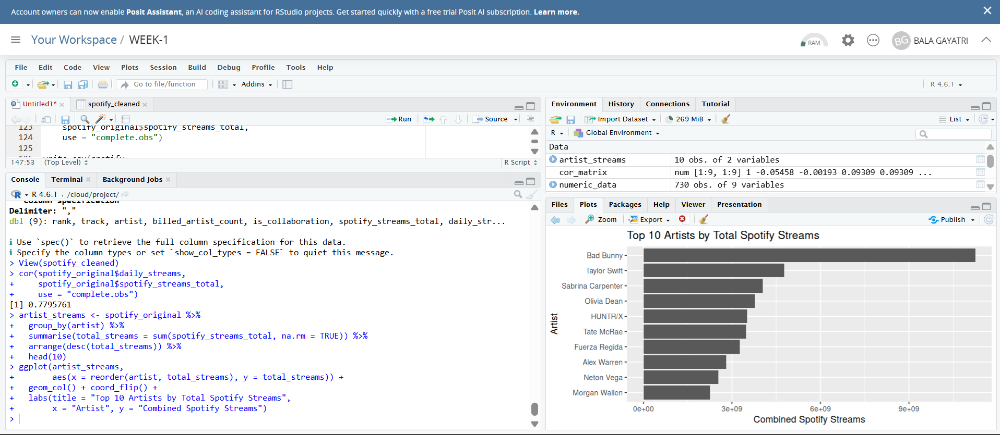 Account owners can now enable Posit Assistant, an AI coding assistant for RStudio projects. Get started quickly with a free trial Posit AI subscription. Learn more.
Your Workspace / WEEK-1
RAM
BG BALA GAYATRI
File Edit Code View Plots Session Build Debug Profile Tools Help
Go to file/function
Addins
R 4.6.1
Untitled1*
spotify_cleaned
Run
Source
123 spotify_original$spotify_streams_total,
124 use = "complete.obs")
125
147:53 (Top Level)
R Script
Console Terminal Background Jobs
R 4.6.1 . /cloud/project/
Column specification
Delimiter: ","
dbl (9): rank, track, artist, billed_artist_count, is_collaboration, spotify_streams_total, daily_str...
ℹ Use `spec()` to retrieve the full column specification for this data.
ℹ Specify the column types or set `show_col_types = FALSE` to quiet this message.
> View(spotify_cleaned)
> cor(spotify_original$daily_streams,
+     spotify_original$spotify_streams_total,
+     use = "complete.obs")
[1] 0.7795761
> artist_streams <- spotify_original %>%
+   group_by(artist) %>%
+   summarise(total_streams = sum(spotify_streams_total, na.rm = TRUE)) %>%
+   arrange(desc(total_streams)) %>%
+   head(10)
> ggplot(artist_streams,
+        aes(x = reorder(artist, total_streams), y = total_streams)) +
+   geom_col() + coord_flip() +
+   labs(title = "Top 10 Artists by Total Spotify Streams",
+        x = "Artist", y = "Combined Spotify Streams")
>
Environment History Connections Tutorial
Import Dataset
269 MiB
List
R
Global Environment
Data
artist_streams 10 obs. of 2 variables
cor_matrix num [1:9, 1:9] 1 -0.05458 -0.00193 0.09309 0.09309 ...
numeric_data 730 obs. of 9 variables
Files Plots Packages Help Viewer Presentation
Zoom
Export
Publish
Top 10 Artists by Total Spotify Streams
Artist
Bad Bunny
Taylor Swift
Sabrina Carpenter
Olivia Dean
HUNTR/X
Tate McRae
Fuerza Regida
Alex Warren
Neton Vega
Morgan Wallen
0e+00 3e+09 6e+09 9e+09
Combined Spotify Streams